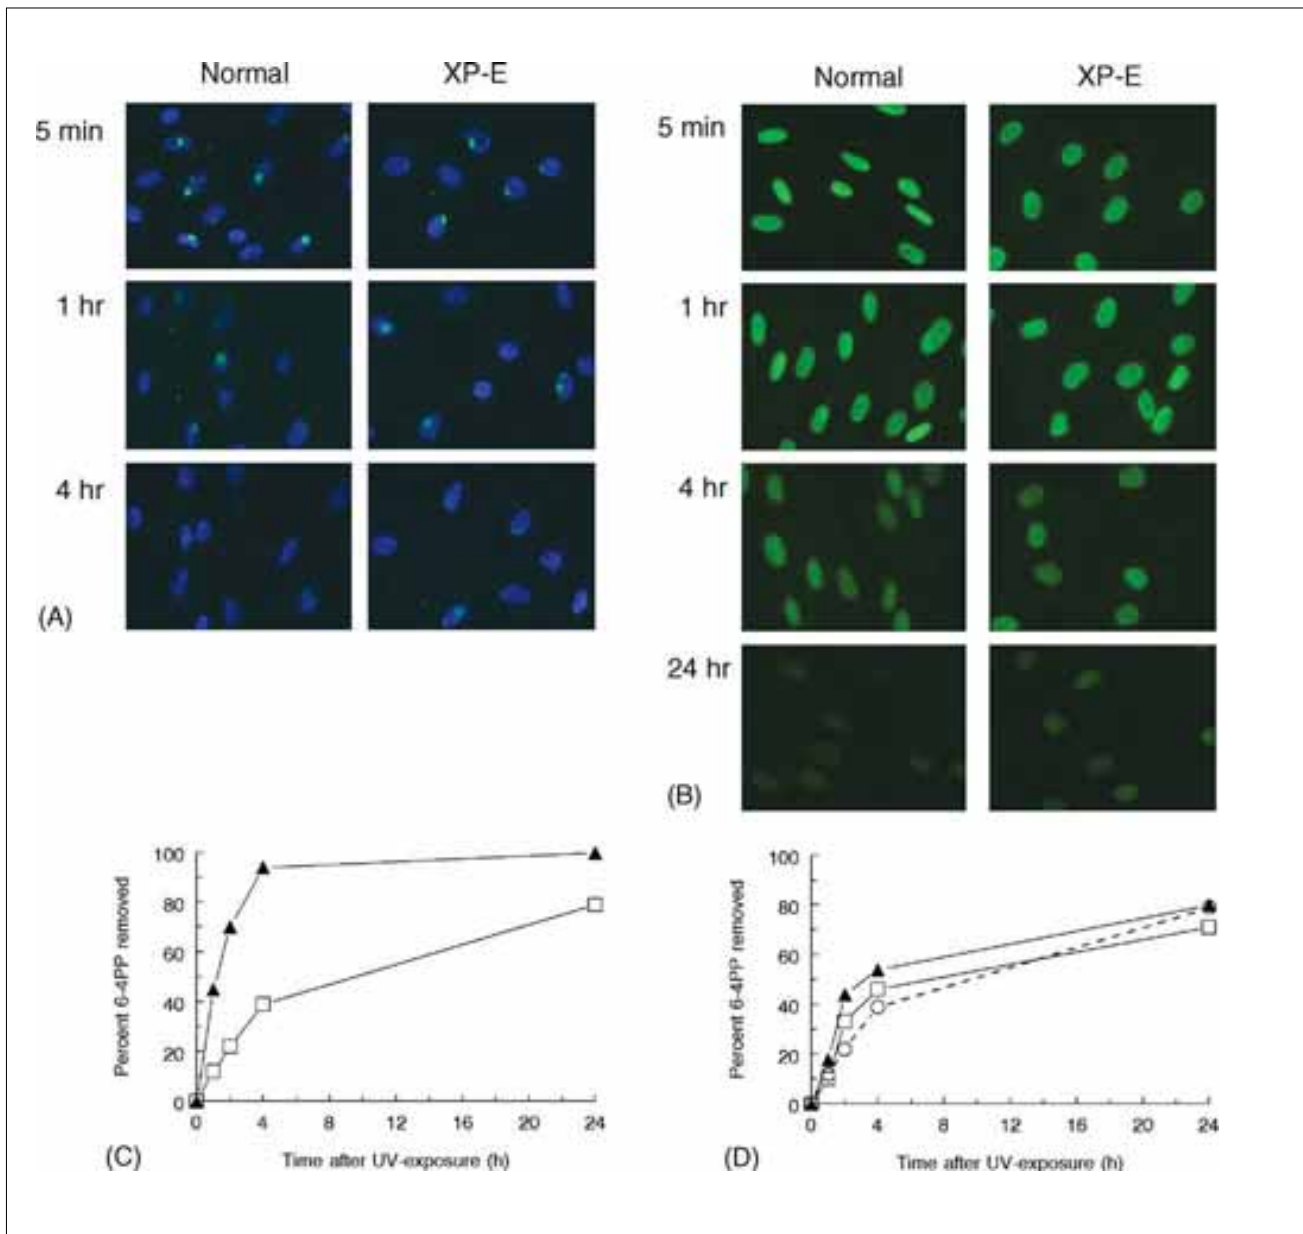 Normal XP-E
5 min
1 hr
4 hr
(A)
Normal XP-E
5 min
1 hr
4 hr
24 hr
(B)
Percent 6-4PP removed
100
80
60
40
20
0
0 4 8 12 16 20 24
Time after UV-exposure (h)
(C)
Percent 6-4PP removed
100
80
60
40
20
0
0 4 8 12 16 20 24
Time after UV-exposure (h)
(D)